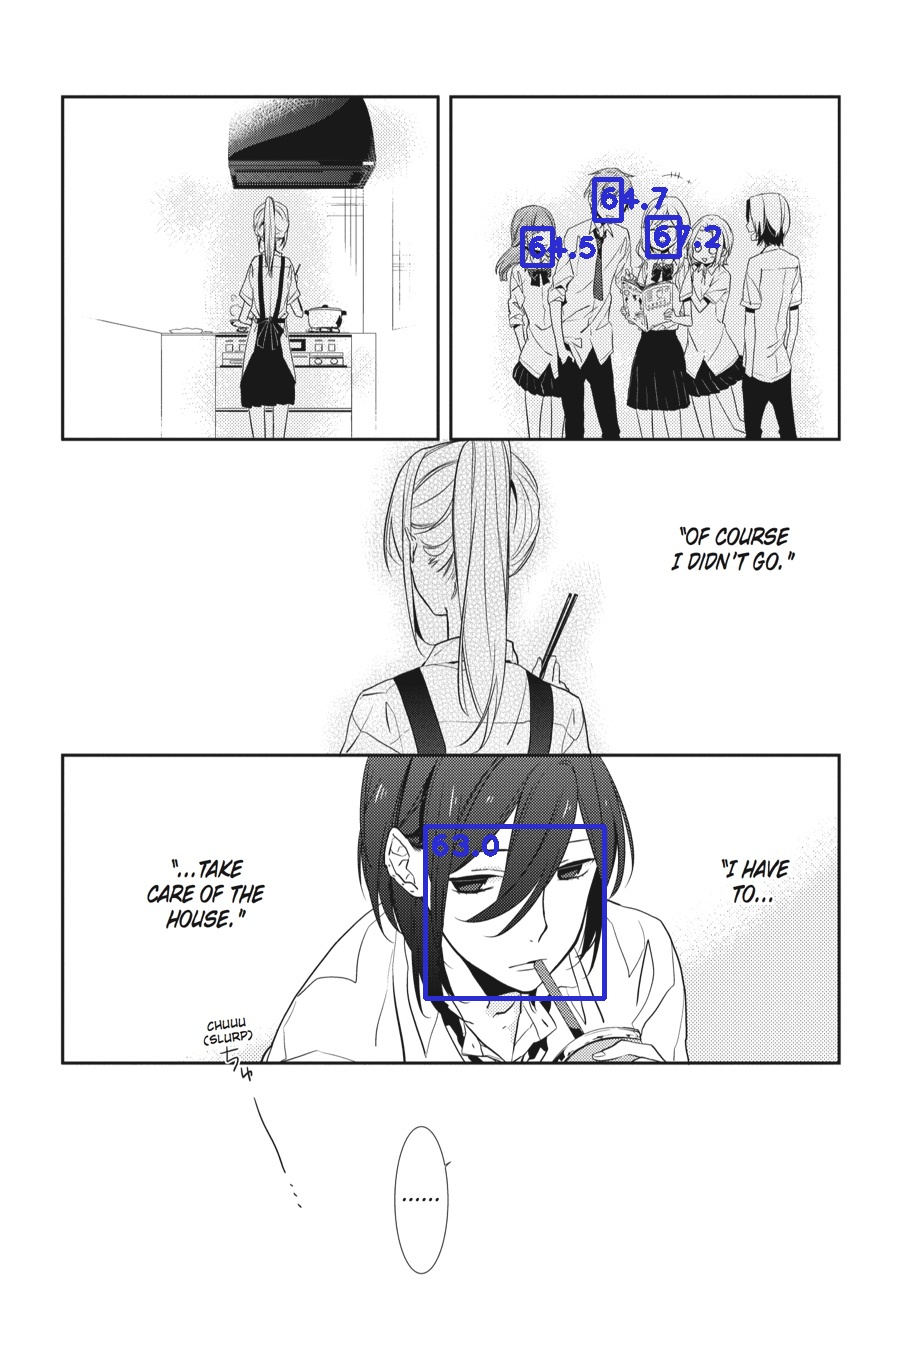 64.7
67.2
64.5
"OF COURSE
I DIDN'T GO."
63.0
"I HAVE
TO...
"...TAKE
CARE OF THE
HOUSE."
CHUUU
(SLURP)
ちゅ
......